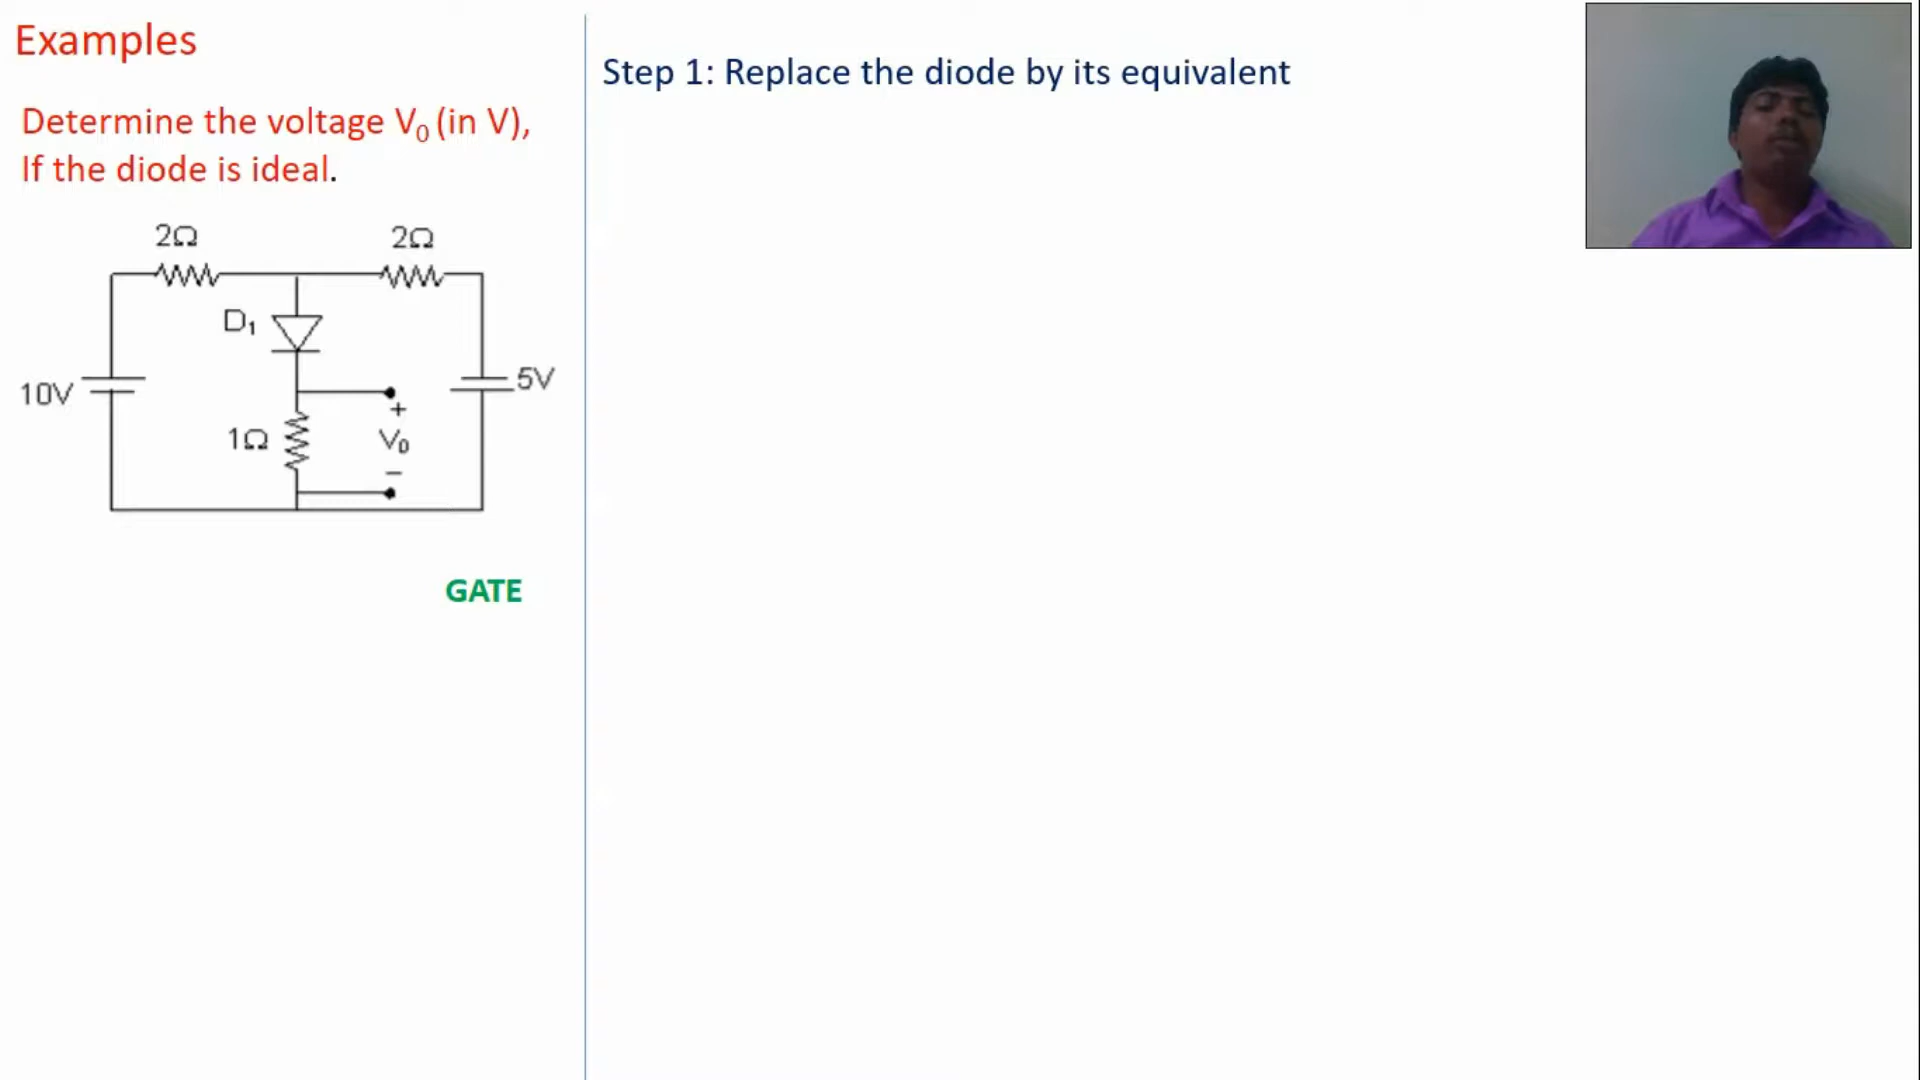 Examples
Determine the voltage V₀ (in V),
If the diode is ideal.
2Ω 2Ω
D₁
10V 5V
+
1Ω V₀
−
GATE
Step 1: Replace the diode by its equivalent